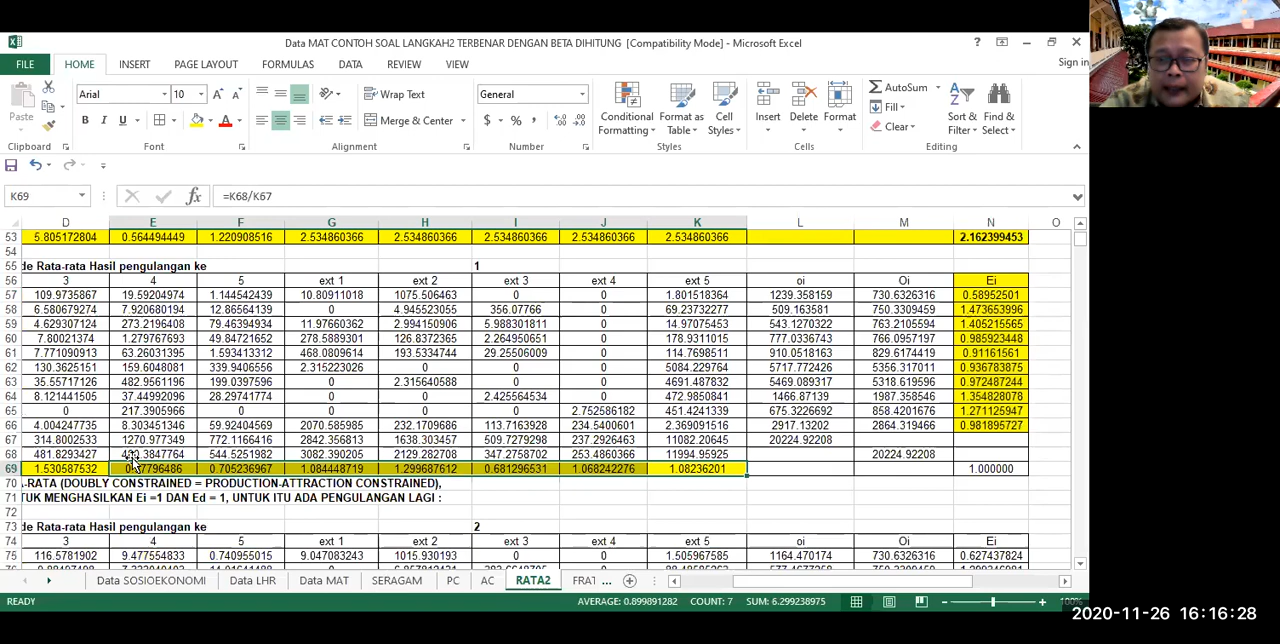 Data MAT CONTOH SOAL LANGKAH2 TERBENAR DENGAN BETA DIHITUNG [Compatibility Mode] - Microsoft Excel
FILE HOME INSERT PAGE LAYOUT FORMULAS DATA REVIEW VIEW Sign in
Paste Arial 10 Wrap Text General Conditional Formatting Format as Table Cell Styles Insert Delete Format AutoSum Sort & Filter Find & Select
B I U Merge & Center $ % Fill Clear
Clipboard Font Alignment Number Styles Cells Editing
K69 fx =K68/K67
D E F G H I J K L M N O
53 5.805172804 0.564494449 1.220908516 2.534860366 2.534860366 2.534860366 2.534860366 2.534860366 2.162399453
54
55 de Rata-rata Hasil pengulangan ke 1
56 3 4 5 ext 1 ext 2 ext 3 ext 4 ext 5 oi Oi Ei
57 109.9735867 19.59204974 1.144542439 10.80911018 1075.506463 0 0 1.801518364 1239.358159 730.6326316 0.58952501
58 6.580679274 7.920680194 12.86564139 0 4.945523055 356.07766 0 69.23732277 509.163581 750.3309459 1.473653996
59 4.629307124 273.2196408 79.46394934 11.97660362 2.994150906 5.988301811 0 14.97075453 543.1270322 763.2105594 1.405215565
60 7.80021374 1.279767693 49.84721652 278.5889301 126.8372365 2.264950651 0 178.9311015 777.0336743 766.0957197 0.985923448
61 7.771090913 63.26031395 1.593413312 468.0809614 193.5334744 29.25506009 0 114.7698511 910.0518163 829.6174419 0.91161561
62 130.3625151 159.6048081 339.9406556 2.315223026 0 0 0 5084.229764 5717.772426 5356.317011 0.936783875
63 35.55717126 482.9561196 199.0397596 0 2.315640588 0 0 4691.487832 5469.089317 5318.619596 0.972487244
64 8.121441505 37.44992096 28.29741774 0 0 2.425564534 0 472.9850841 1466.87139 1987.358546 1.354828078
65 0 217.3905966 0 0 0 0 2.752586182 451.4241339 675.3226692 858.4201676 1.271125947
66 4.004244735 8.303451346 59.92404569 2070.585985 232.1709686 113.7163928 234.5400601 2.369091516 2917.13202 2864.319466 0.981895727
67 314.8002533 1270.977349 772.1166416 2842.356813 1638.303457 509.7279298 237.2926463 11082.20645 20224.92208
68 481.8293427 .3847764 544.5251982 3082.390205 2129.282708 347.2758002 253.4860366 11994.95925 20224.92208
69 1.530587532 0.705236967 1.084448719 1.299687612 0.681296531 1.068242276 1.08236201 1.000000
70 -RATA (DOUBLY CONSTRAINED = PRODUCTION-ATTRACTION CONSTRAINED),
71 TUK MENGHASILKAN Ei =1 DAN Ed = 1, UNTUK ITU ADA PENGULANGAN LAGI :
72
73 de Rata-rata Hasil pengulangan ke 2
74 3 4 5 ext 1 ext 2 ext 3 ext 4 ext 5 oi Oi Ei
75 116.5781902 9.477554833 0.740955015 9.047083243 1015.930193 0 0 1.505967585 1164.470174 730.6326316 0.627437824
Data SOSIOEKONOMI Data LHR Data MAT SERAGAM PC AC RATA2 FRAT ...
READY AVERAGE: 0.899891282 COUNT: 7 SUM: 6.299238975 100%
2020-11-26 16:16:28